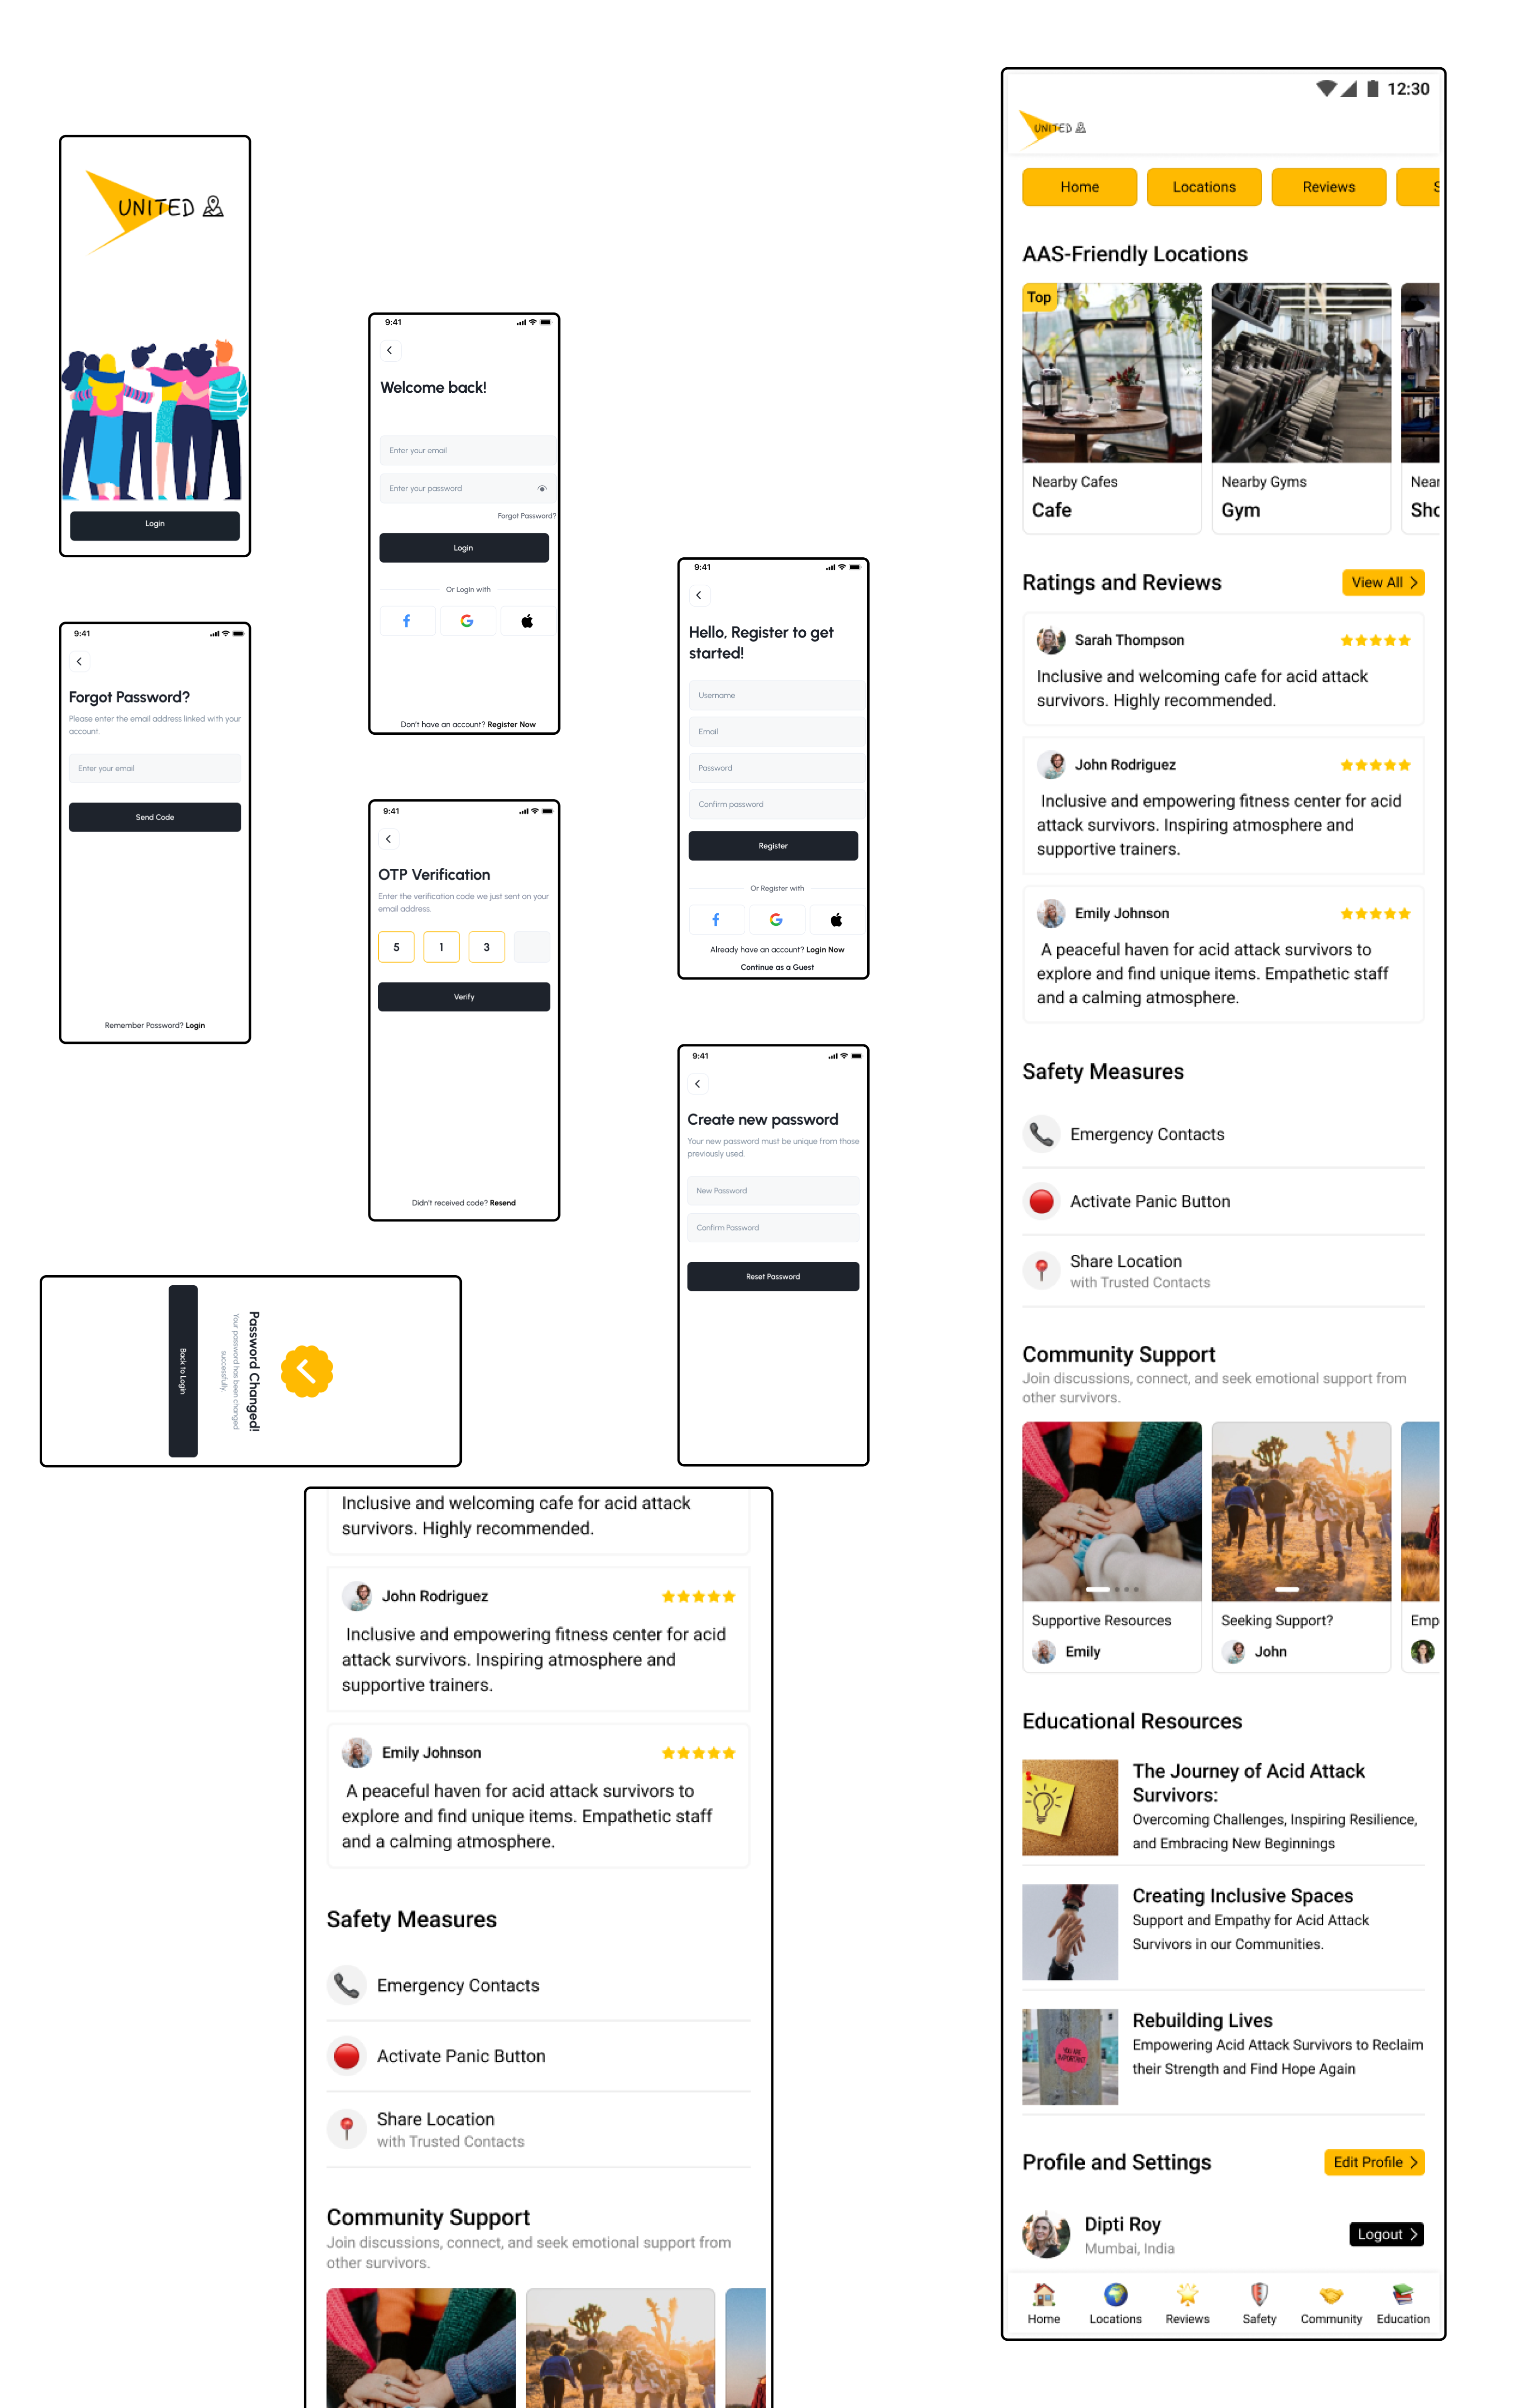 UNITED
Login
9:41
Forgot Password?
Please enter the email address linked with your
account.
Enter your email
Send Code
Remember Password? Login
9:41
Welcome back!
Enter your email
Enter your password
Forgot Password?
Login
Or Login with
Don't have an account? Register Now
9:41
OTP Verification
Enter the verification code we just sent on your
email address.
5 1 3
Verify
Didn't received code? Resend
9:41
Hello, Register to get
started!
Username
Email
Password
Confirm password
Register
Or Register with
Already have an account? Login Now
Continue as a Guest
9:41
Create new password
Your new password must be unique from those
previously used.
New Password
Confirm Password
Reset Password
Password Changed!
Your password has been changed
successfully.
Back to Login
Inclusive and welcoming cafe for acid attack
survivors. Highly recommended.
John Rodriguez
Inclusive and empowering fitness center for acid
attack survivors. Inspiring atmosphere and
supportive trainers.
Emily Johnson
A peaceful haven for acid attack survivors to
explore and find unique items. Empathetic staff
and a calming atmosphere.
Safety Measures
Emergency Contacts
Activate Panic Button
Share Location
with Trusted Contacts
Community Support
Join discussions, connect, and seek emotional support from
other survivors.
12:30
UNITED
Home Locations Reviews S
AAS-Friendly Locations
Top
Nearby Cafes
Cafe
Nearby Gyms
Gym
Near
Sho
Ratings and Reviews
View All
Sarah Thompson
Inclusive and welcoming cafe for acid attack
survivors. Highly recommended.
John Rodriguez
Inclusive and empowering fitness center for acid
attack survivors. Inspiring atmosphere and
supportive trainers.
Emily Johnson
A peaceful haven for acid attack survivors to
explore and find unique items. Empathetic staff
and a calming atmosphere.
Safety Measures
Emergency Contacts
Activate Panic Button
Share Location
with Trusted Contacts
Community Support
Join discussions, connect, and seek emotional support from
other survivors.
Supportive Resources
Emily
Seeking Support?
John
Emp
Educational Resources
The Journey of Acid Attack
Survivors:
Overcoming Challenges, Inspiring Resilience,
and Embracing New Beginnings
Creating Inclusive Spaces
Support and Empathy for Acid Attack
Survivors in our Communities.
YOU ARE
IMPORTANT
Rebuilding Lives
Empowering Acid Attack Survivors to Reclaim
their Strength and Find Hope Again
Profile and Settings
Edit Profile
Dipti Roy
Mumbai, India
Logout
Home Locations Reviews Safety Community Education